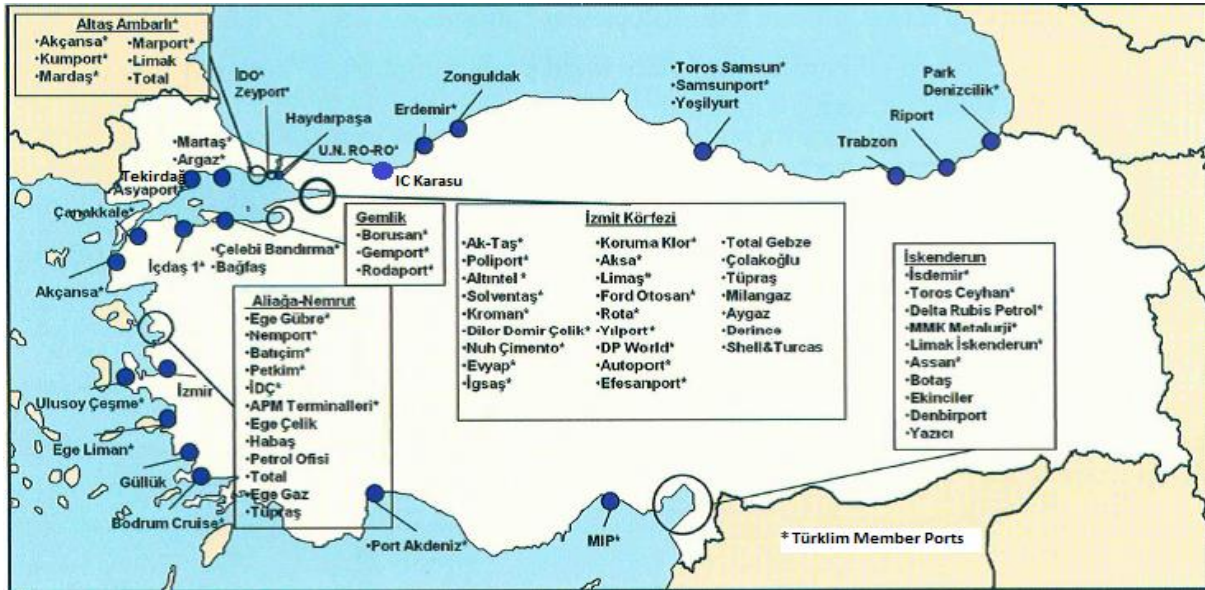 Altaş Ambarlı*
•Akçansa* •Marport*
•Kumport* •Limak
•Mardaş* •Total
İDO*
Zeyport*
Haydarpaşa
U.N. RO-RO*
Erdemir*
Zonguldak
•Toros Samsun*
•Samsunport*
•Yoşilyurt
Park
Denizcilik*
Riport
Trabzon
IC Karasu
•Martaş*
•Argaz*
Tekirdağ
Asyaport*
Çanakkale*
İçdaş 1*
•Çelebi Bandırma*
•Bağfaş
Akçansa*
Gemlik
•Borusan*
•Gemport*
•Rodaport*
İzmit Körfezi
•Ak-Taş* •Koruma Klor* •Total Gebze
•Poliport* •Aksa* •Çolakoğlu
•Altıntel* •Limaş* •Tüpraş
•Solventaş* •Ford Otosan* •Milangaz
•Kroman* •Rota* •Aygaz
•Diler Demir Çelik* •Yılport* •Derince
•Nuh Çimento* •DP World* •Shell&Turcas
•Evyap* •Autoport*
•İgsaş* •Efesanport*
İskenderun
•İsdemir*
•Toros Ceyhan*
•Delta Rubis Petrol*
•MMK Metalurji*
•Limak İskenderun*
•Assan*
•Botaş
•Ekinciler
•Denbirport
•Yazıcı
Aliağa-Nemrut
•Ege Gübre*
•Nemport*
•Batıçim*
•Petkim*
•İDÇ*
•APM Terminalleri*
•Ege Çelik
•Habaş
•Petrol Ofisi
•Total
•Ege Gaz
•Tüpraş
İzmir
Ulusoy Çeşme*
Ege Liman*
Güllük
Bodrum Cruise*
•Port Akdeniz*
MIP*
* Türklim Member Ports